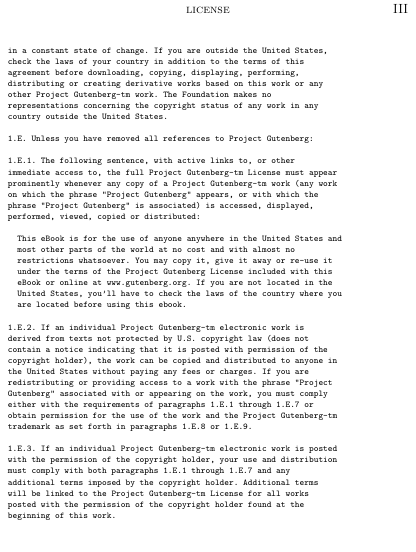 LICENSE III
in a constant state of change. If you are outside the United States,
check the laws of your country in addition to the terms of this
agreement before downloading, copying, displaying, performing,
distributing or creating derivative works based on this work or any
other Project Gutenberg-tm work. The Foundation makes no
representations concerning the copyright status of any work in any
country outside the United States.
1.E. Unless you have removed all references to Project Gutenberg:
1.E.1. The following sentence, with active links to, or other
immediate access to, the full Project Gutenberg-tm License must appear
prominently whenever any copy of a Project Gutenberg-tm work (any work
on which the phrase "Project Gutenberg" appears, or with which the
phrase "Project Gutenberg" is associated) is accessed, displayed,
performed, viewed, copied or distributed:
This eBook is for the use of anyone anywhere in the United States and
most other parts of the world at no cost and with almost no
restrictions whatsoever. You may copy it, give it away or re-use it
under the terms of the Project Gutenberg License included with this
eBook or online at www.gutenberg.org. If you are not located in the
United States, you'll have to check the laws of the country where you
are located before using this ebook.
1.E.2. If an individual Project Gutenberg-tm electronic work is
derived from texts not protected by U.S. copyright law (does not
contain a notice indicating that it is posted with permission of the
copyright holder), the work can be copied and distributed to anyone in
the United States without paying any fees or charges. If you are
redistributing or providing access to a work with the phrase "Project
Gutenberg" associated with or appearing on the work, you must comply
either with the requirements of paragraphs 1.E.1 through 1.E.7 or
obtain permission for the use of the work and the Project Gutenberg-tm
trademark as set forth in paragraphs 1.E.8 or 1.E.9.
1.E.3. If an individual Project Gutenberg-tm electronic work is posted
with the permission of the copyright holder, your use and distribution
must comply with both paragraphs 1.E.1 through 1.E.7 and any
additional terms imposed by the copyright holder. Additional terms
will be linked to the Project Gutenberg-tm License for all works
posted with the permission of the copyright holder found at the
beginning of this work.